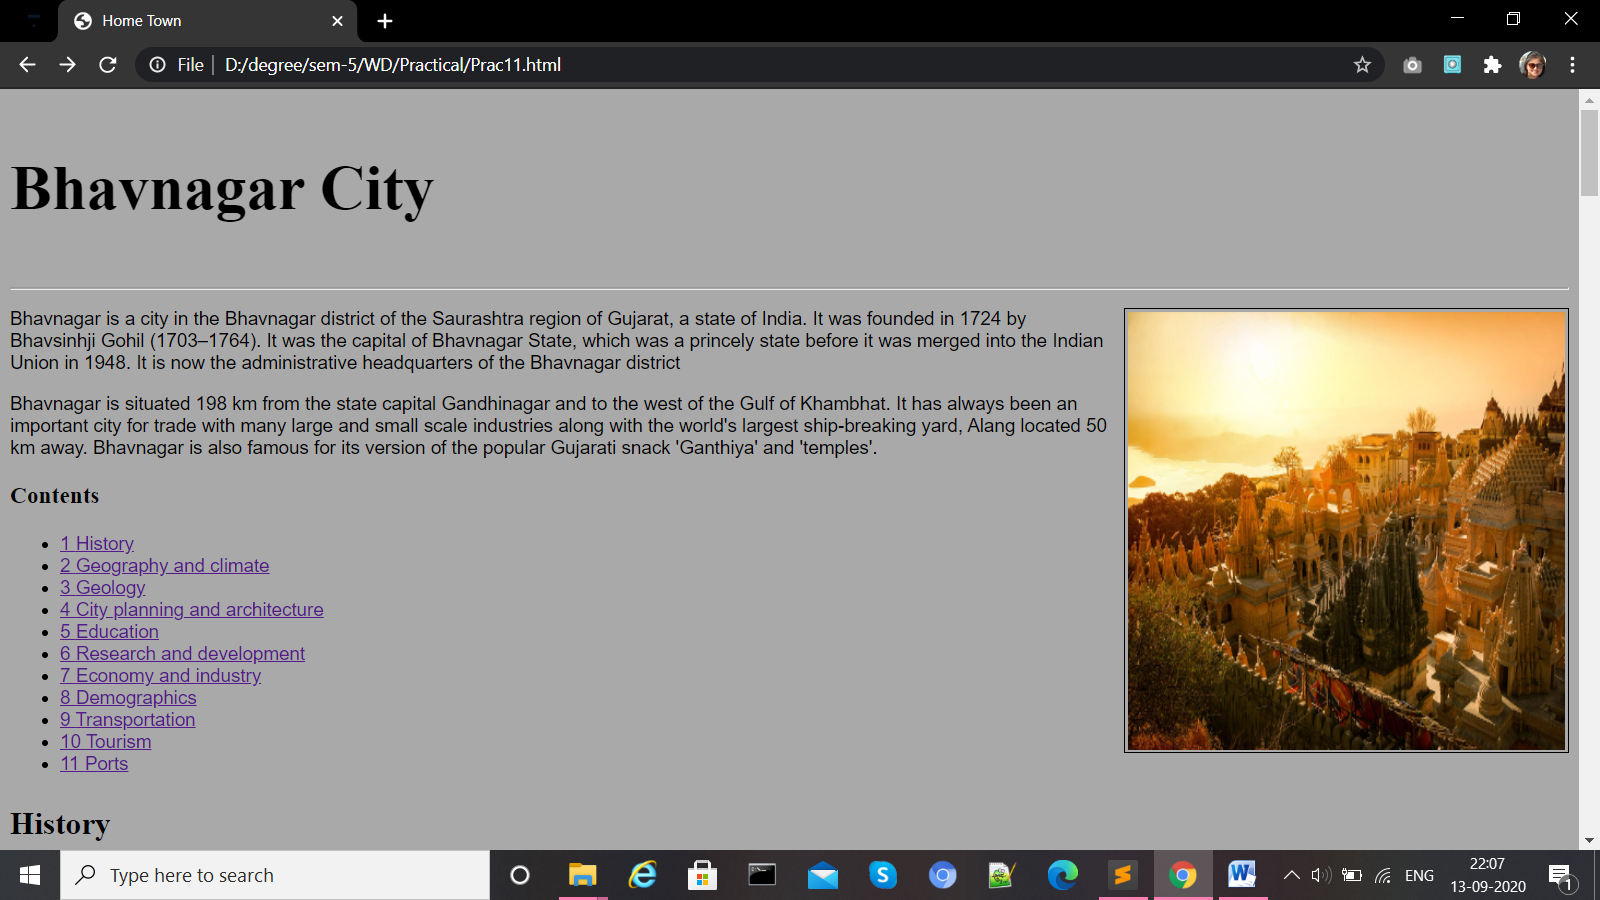 Home Town
File
D:/degree/sem-5/WD/Practical/Prac11.html
Bhavnagar City
Bhavnagar is a city in the Bhavnagar district of the Saurashtra region of Gujarat, a state of India. It was founded in 1724 by
Bhavsinhji Gohil (1703–1764). It was the capital of Bhavnagar State, which was a princely state before it was merged into the Indian
Union in 1948. It is now the administrative headquarters of the Bhavnagar district
Bhavnagar is situated 198 km from the state capital Gandhinagar and to the west of the Gulf of Khambhat. It has always been an
important city for trade with many large and small scale industries along with the world's largest ship-breaking yard, Alang located 50
km away. Bhavnagar is also famous for its version of the popular Gujarati snack 'Ganthiya' and 'temples'.
Contents
1 History
2 Geography and climate
3 Geology
4 City planning and architecture
5 Education
6 Research and development
7 Economy and industry
8 Demographics
9 Transportation
10 Tourism
11 Ports
History
Type here to search
ENG
22:07
13-09-2020
1